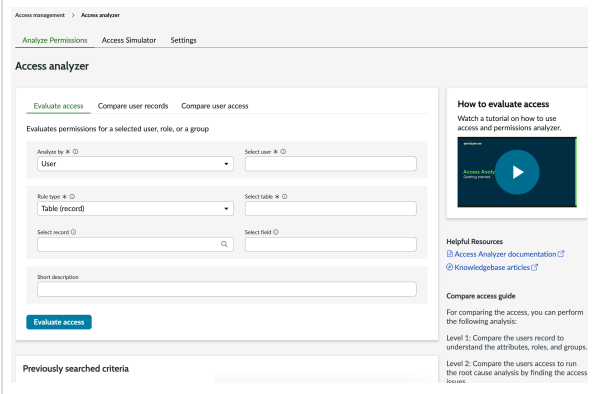 Access management > Access analyzer
Analyze Permissions Access Simulator Settings
Access analyzer
Evaluate access Compare user records Compare user access
Evaluates permissions for a selected user, role, or a group
Analyze by * Select user *
User
Rule type * Select table *
Table (record)
Select record Select field
Short description
Evaluate access
Previously searched criteria
How to evaluate access
Watch a tutorial on how to use
access and permissions analyzer.
servicenow
Access Analy
Getting started
Helpful Resources
Access Analyzer documentation
Knowledgebase articles
Compare access guide
For comparing the access, you can perform
the following analysis:
Level 1: Compare the users record to
understand the attributes, roles, and groups.
Level 2: Compare the users access to run
the root cause analysis by finding the access
issues